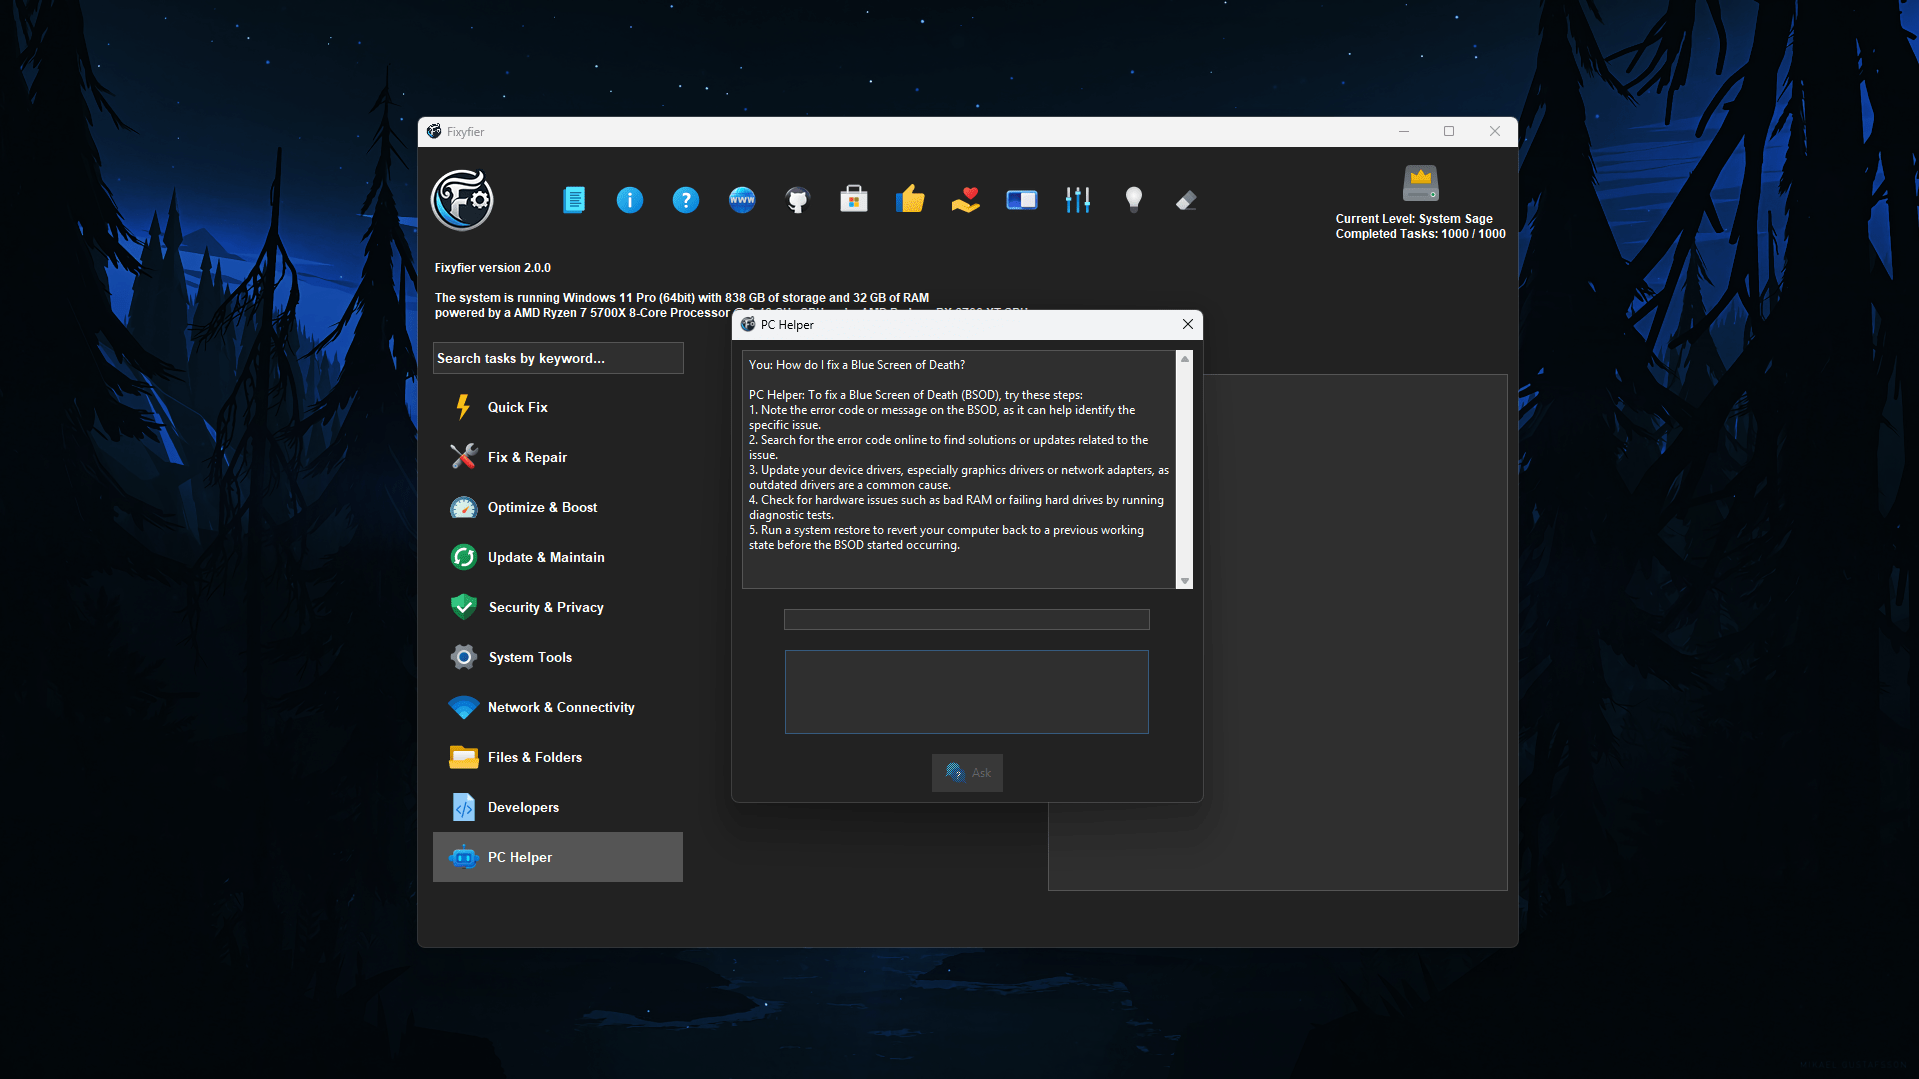 Fixyfier
WWW
Current Level: System Sage
Completed Tasks: 1000 / 1000
Fixyfier version 2.0.0
The system is running Windows 11 Pro (64bit) with 838 GB of storage and 32 GB of RAM
powered by a AMD Ryzen 7 5700X 8-Core Processor
PC Helper
Search tasks by keyword...
Quick Fix
Fix & Repair
Optimize & Boost
Update & Maintain
Security & Privacy
System Tools
Network & Connectivity
Files & Folders
Developers
PC Helper
You: How do I fix a Blue Screen of Death?
PC Helper: To fix a Blue Screen of Death (BSOD), try these steps:
1. Note the error code or message on the BSOD, as it can help identify the
specific issue.
2. Search for the error code online to find solutions or updates related to the
issue.
3. Update your device drivers, especially graphics drivers or network adapters, as
outdated drivers are a common cause.
4. Check for hardware issues such as bad RAM or failing hard drives by running
diagnostic tests.
5. Run a system restore to revert your computer back to a previous working
state before the BSOD started occurring.
Ask